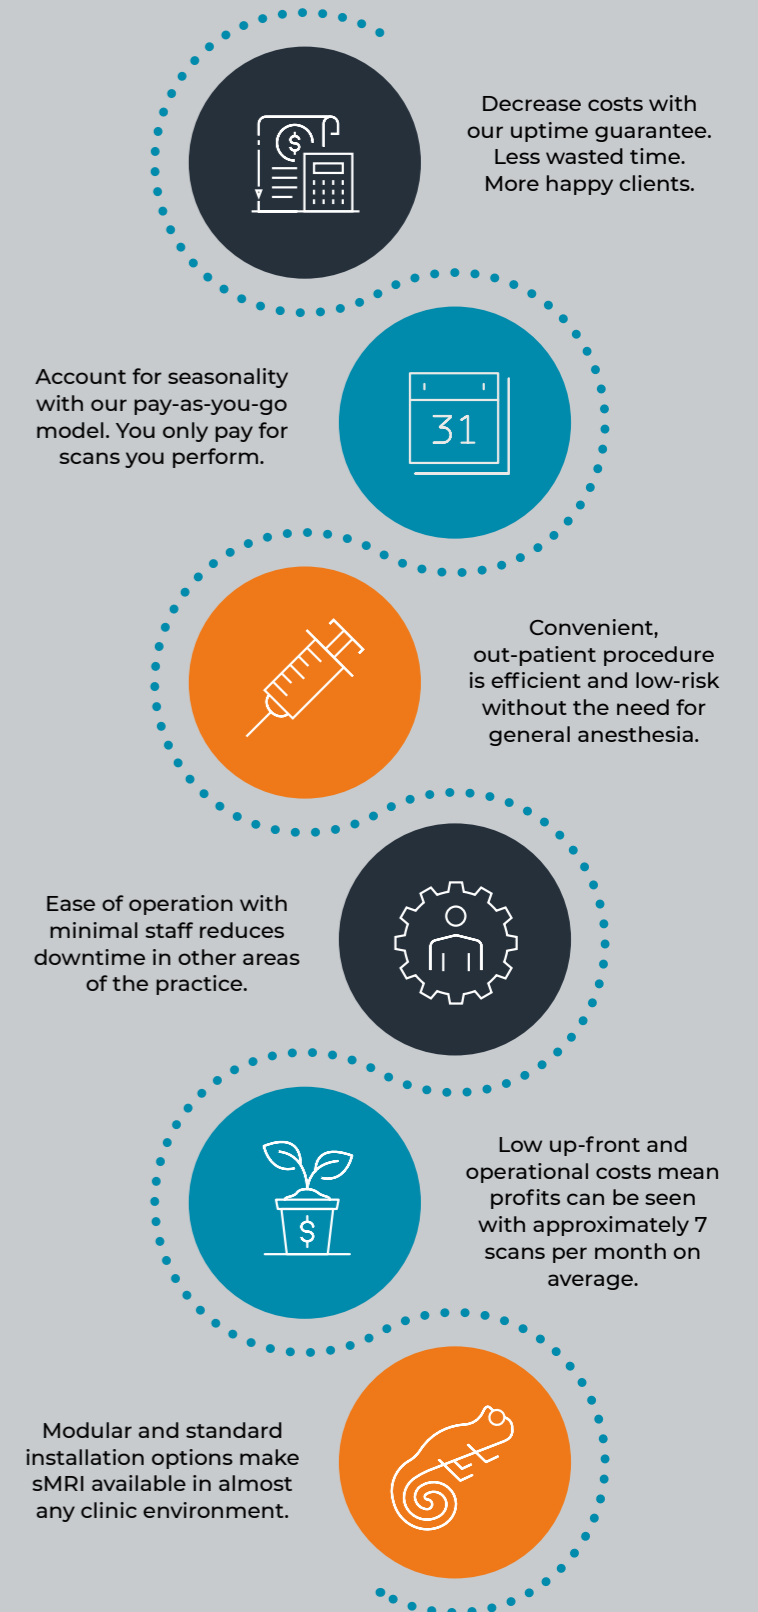 Decrease costs with
our uptime guarantee.
Less wasted time.
More happy clients.
$
Account for seasonality
with our pay-as-you-go
model. You only pay for
scans you perform.
31
Convenient,
out-patient procedure
is efficient and low-risk
without the need for
general anesthesia.
Ease of operation with
minimal staff reduces
downtime in other areas
of the practice.
Low up-front and
operational costs mean
profits can be seen
with approximately 7
scans per month on
average.
$
Modular and standard
installation options make
sMRI available in almost
any clinic environment.